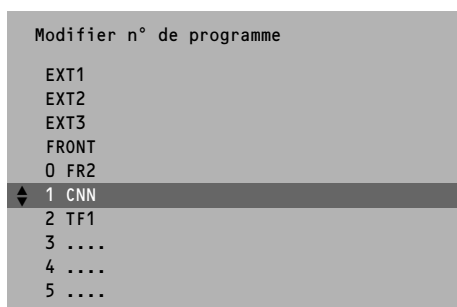 Modifier n° de programme
EXT1
EXT2
EXT3
FRONT
0 FR2
1 CNN
2 TF1
3 ....
4 ....
5 ....